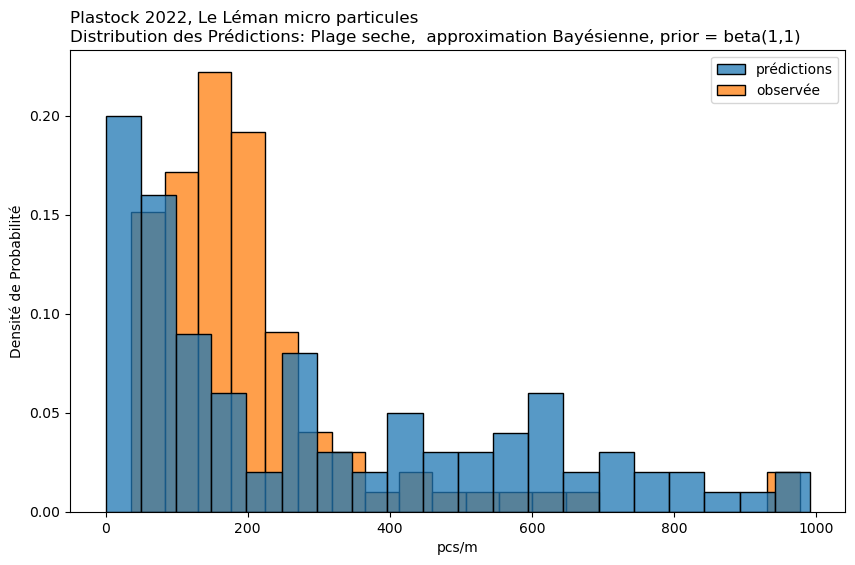 Plastock 2022, Le Léman micro particules
Distribution des Prédictions: Plage seche,  approximation Bayésienne, prior = beta(1,1)
prédictions
observée
Densité de Probabilité
0.20
0.15
0.10
0.05
0.00
0
200
400
600
800
1000
pcs/m